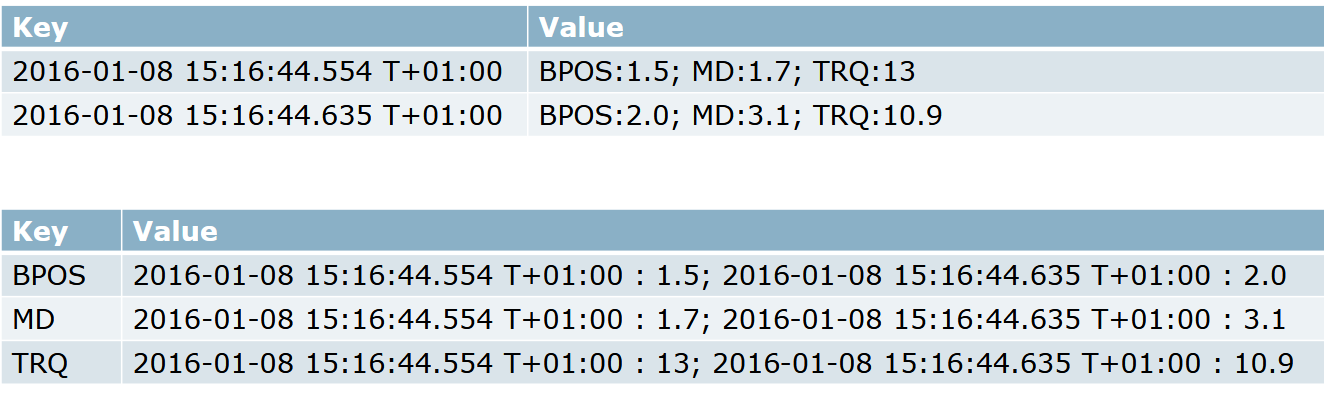 Key Value
2016-01-08 15:16:44.554 T+01:00 BPOS:1.5; MD:1.7; TRQ:13
2016-01-08 15:16:44.635 T+01:00 BPOS:2.0; MD:3.1; TRQ:10.9
Key Value
BPOS 2016-01-08 15:16:44.554 T+01:00 : 1.5; 2016-01-08 15:16:44.635 T+01:00 : 2.0
MD 2016-01-08 15:16:44.554 T+01:00 : 1.7; 2016-01-08 15:16:44.635 T+01:00 : 3.1
TRQ 2016-01-08 15:16:44.554 T+01:00 : 13; 2016-01-08 15:16:44.635 T+01:00 : 10.9